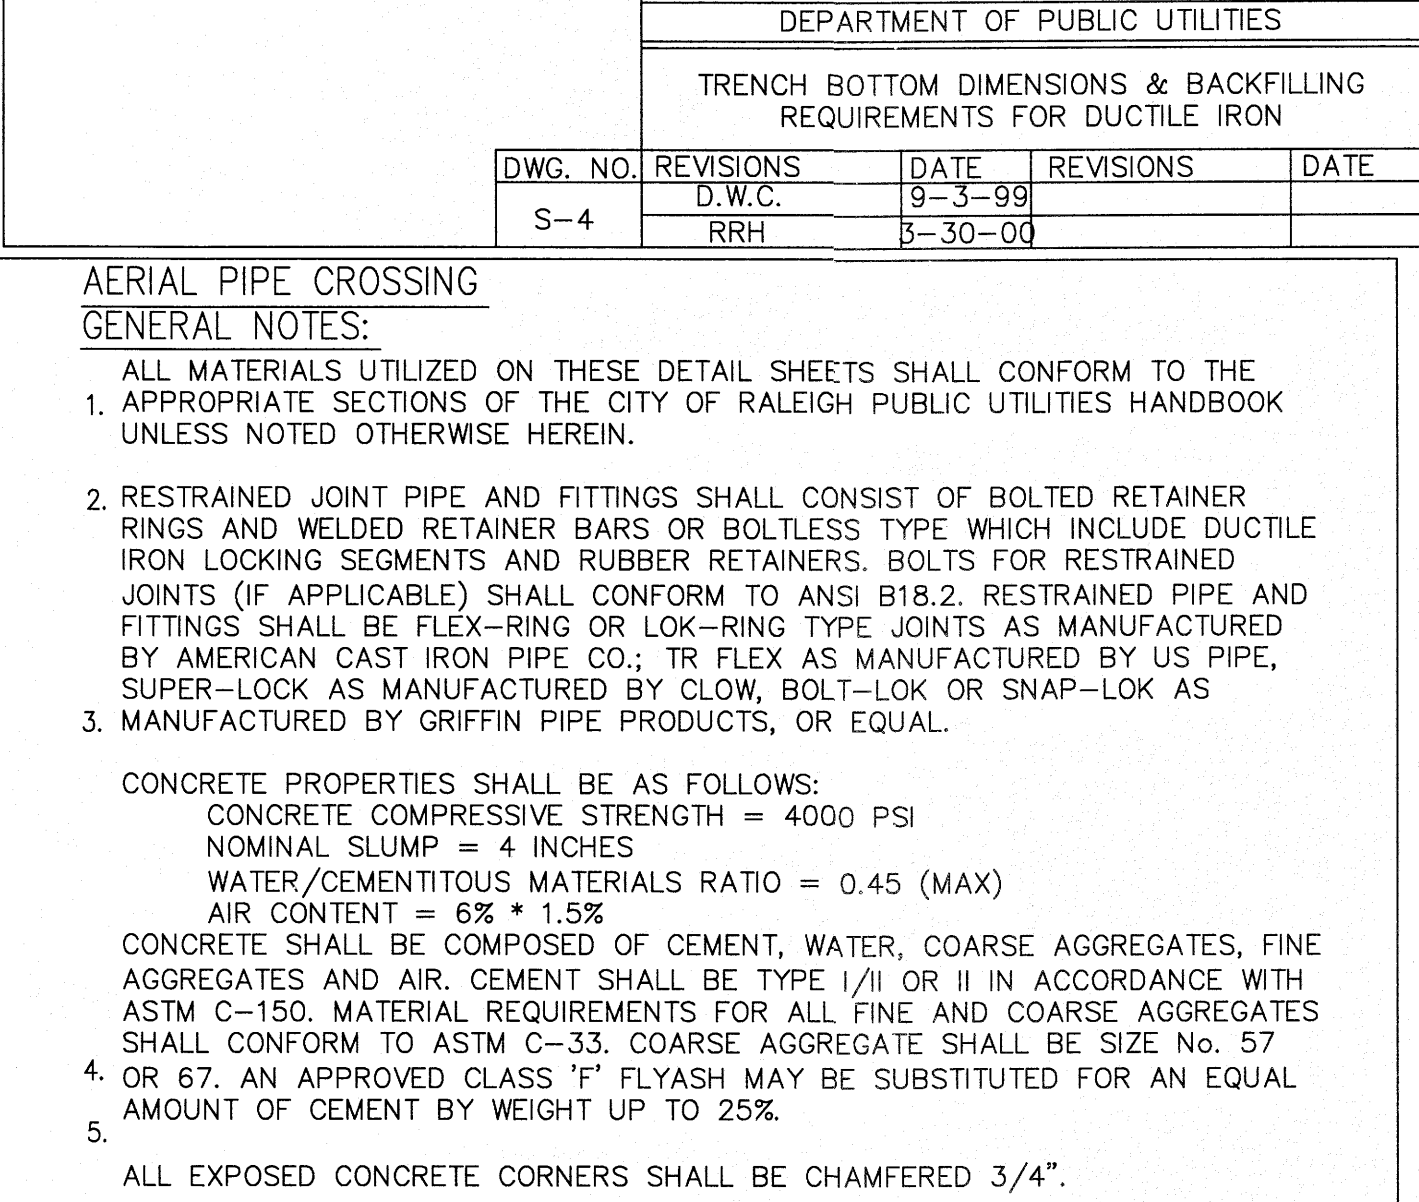 DEPARTMENT OF PUBLIC UTILITIES
TRENCH BOTTOM DIMENSIONS & BACKFILLING
REQUIREMENTS FOR DUCTILE IRON
DWG. NO. REVISIONS DATE REVISIONS DATE
D.W.C. 9-3-99
S-4
RRH 3-30-00
AERIAL PIPE CROSSING
GENERAL NOTES:
ALL MATERIALS UTILIZED ON THESE DETAIL SHEETS SHALL CONFORM TO THE
1. APPROPRIATE SECTIONS OF THE CITY OF RALEIGH PUBLIC UTILITIES HANDBOOK
UNLESS NOTED OTHERWISE HEREIN.
2. RESTRAINED JOINT PIPE AND FITTINGS SHALL CONSIST OF BOLTED RETAINER
RINGS AND WELDED RETAINER BARS OR BOLTLESS TYPE WHICH INCLUDE DUCTILE
IRON LOCKING SEGMENTS AND RUBBER RETAINERS. BOLTS FOR RESTRAINED
JOINTS (IF APPLICABLE) SHALL CONFORM TO ANSI B18.2. RESTRAINED PIPE AND
FITTINGS SHALL BE FLEX-RING OR LOK-RING TYPE JOINTS AS MANUFACTURED
BY AMERICAN CAST IRON PIPE CO.; TR FLEX AS MANUFACTURED BY US PIPE,
SUPER-LOCK AS MANUFACTURED BY CLOW, BOLT-LOK OR SNAP-LOK AS
3. MANUFACTURED BY GRIFFIN PIPE PRODUCTS, OR EQUAL.
CONCRETE PROPERTIES SHALL BE AS FOLLOWS:
CONCRETE COMPRESSIVE STRENGTH = 4000 PSI
NOMINAL SLUMP = 4 INCHES
WATER/CEMENTITOUS MATERIALS RATIO = 0.45 (MAX)
AIR CONTENT = 6% * 1.5%
CONCRETE SHALL BE COMPOSED OF CEMENT, WATER, COARSE AGGREGATES, FINE
AGGREGATES AND AIR. CEMENT SHALL BE TYPE I/II OR II IN ACCORDANCE WITH
ASTM C-150. MATERIAL REQUIREMENTS FOR ALL FINE AND COARSE AGGREGATES
SHALL CONFORM TO ASTM C-33. COARSE AGGREGATE SHALL BE SIZE No. 57
4. OR 67. AN APPROVED CLASS 'F' FLYASH MAY BE SUBSTITUTED FOR AN EQUAL
AMOUNT OF CEMENT BY WEIGHT UP TO 25%.
5.
ALL EXPOSED CONCRETE CORNERS SHALL BE CHAMFERED 3/4".